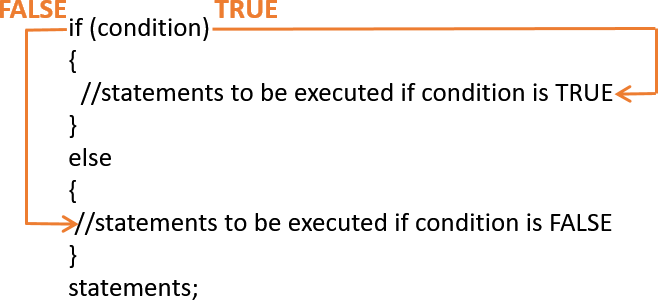 FALSE if (condition) TRUE
{
//statements to be executed if condition is TRUE
}
else
{
//statements to be executed if condition is FALSE
}
statements;